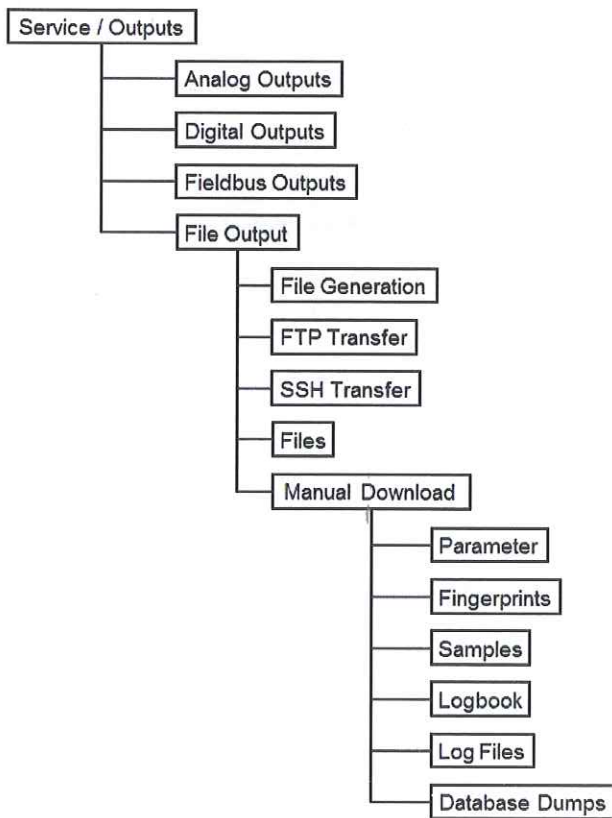 Service / Outputs
Analog Outputs
Digital Outputs
Fieldbus Outputs
File Output
File Generation
FTP Transfer
SSH Transfer
Files
Manual Download
Parameter
Fingerprints
Samples
Logbook
Log Files
Database Dumps